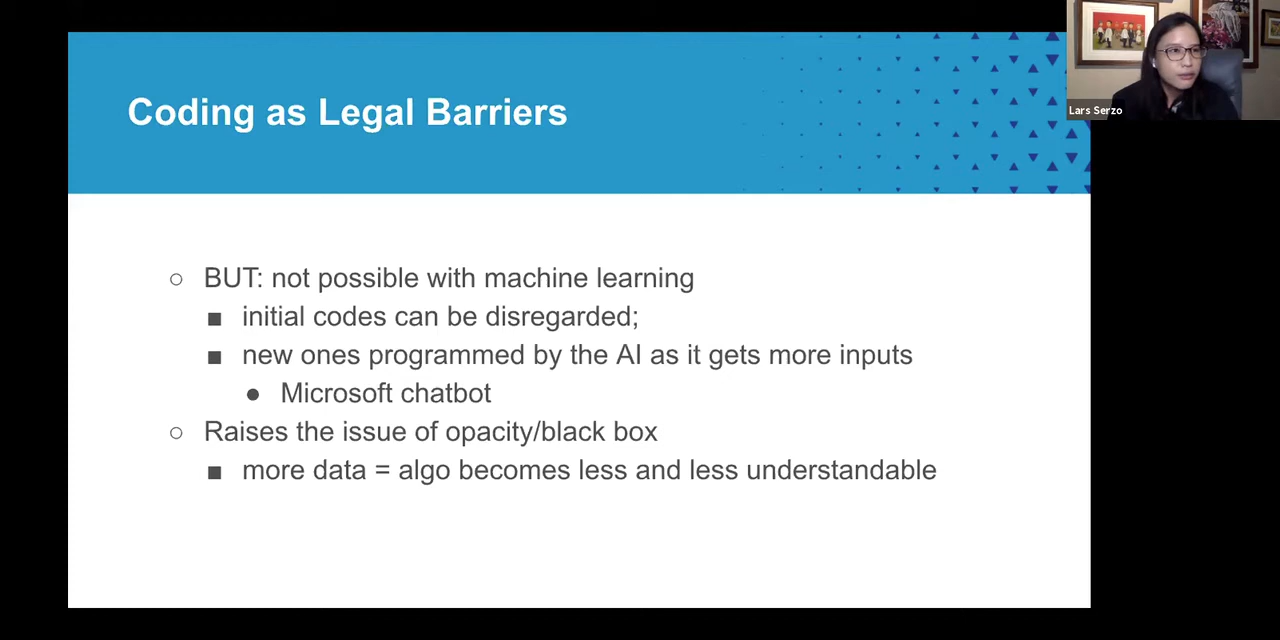 Coding as Legal Barriers
Lars Serzo
○ BUT: not possible with machine learning
■ initial codes can be disregarded;
■ new ones programmed by the AI as it gets more inputs
● Microsoft chatbot
○ Raises the issue of opacity/black box
■ more data = algo becomes less and less understandable